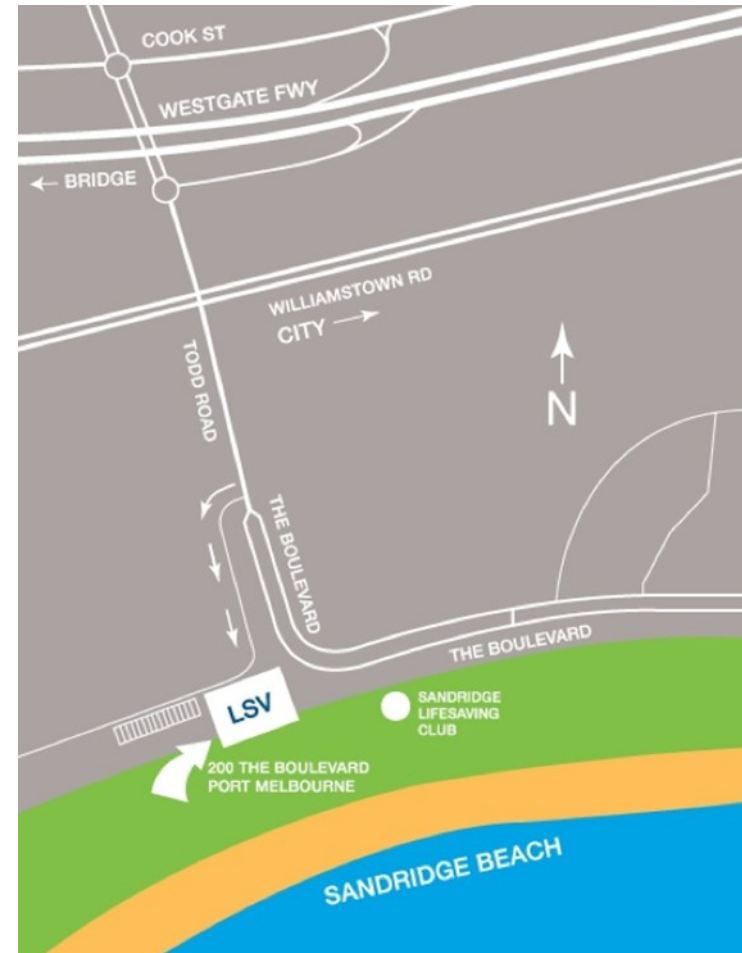 COOK ST
WESTGATE FWY
← BRIDGE
WILLIAMSTOWN RD
CITY →
TODD ROAD
N
THE BOULEVARD
THE BOULEVARD
LSV
SANDRIDGE
LIFESAVING
CLUB
200 THE BOULEVARD
PORT MELBOURNE
SANDRIDGE BEACH